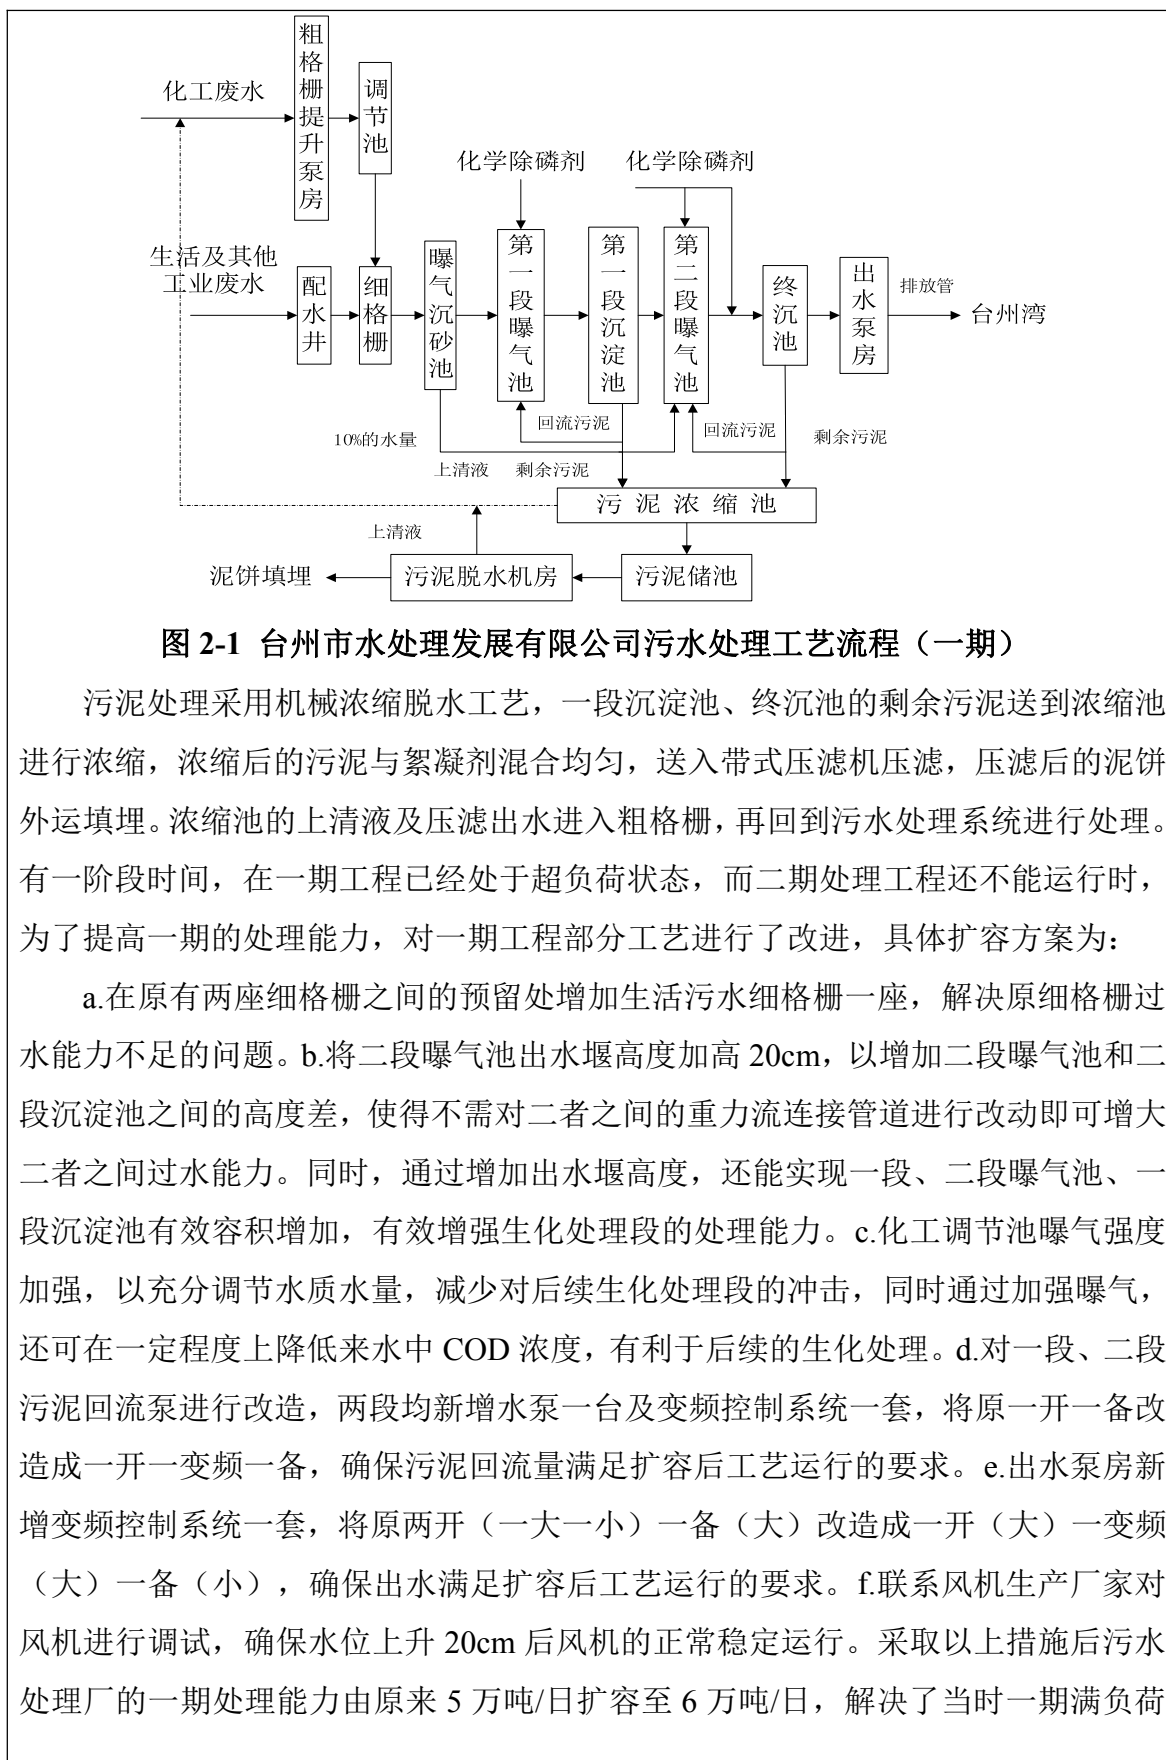 粗格栅提升泵房
化工废水
调节池
化学除磷剂
化学除磷剂
生活及其他
工业废水
配水井
细格栅
曝气沉砂池
第一段曝气池
第一段沉淀池
第二段曝气池
终沉池
出水泵房
排放管
台州湾
回流污泥
回流污泥
剩余污泥
10%的水量
上清液
剩余污泥
污泥浓缩池
上清液
泥饼填埋
污泥脱水机房
污泥储池
图 2-1 台州市水处理发展有限公司污水处理工艺流程（一期）
污泥处理采用机械浓缩脱水工艺，一段沉淀池、终沉池的剩余污泥送到浓缩池
进行浓缩，浓缩后的污泥与絮凝剂混合均匀，送入带式压滤机压滤，压滤后的泥饼
外运填埋。浓缩池的上清液及压滤出水进入粗格栅，再回到污水处理系统进行处理。
有一阶段时间，在一期工程已经处于超负荷状态，而二期处理工程还不能运行时，
为了提高一期的处理能力，对一期工程部分工艺进行了改进，具体扩容方案为：
a.在原有两座细格栅之间的预留处增加生活污水细格栅一座，解决原细格栅过
水能力不足的问题。b.将二段曝气池出水堰高度加高 20cm，以增加二段曝气池和二
段沉淀池之间的高度差，使得不需对二者之间的重力流连接管道进行改动即可增大
二者之间过水能力。同时，通过增加出水堰高度，还能实现一段、二段曝气池、一
段沉淀池有效容积增加，有效增强生化处理段的处理能力。c.化工调节池曝气强度
加强，以充分调节水质水量，减少对后续生化处理段的冲击，同时通过加强曝气，
还可在一定程度上降低来水中 COD 浓度，有利于后续的生化处理。d.对一段、二段
污泥回流泵进行改造，两段均新增水泵一台及变频控制系统一套，将原一开一备改
造成一开一变频一备，确保污泥回流量满足扩容后工艺运行的要求。e.出水泵房新
增变频控制系统一套，将原两开（一大一小）一备（大）改造成一开（大）一变频
（大）一备（小），确保出水满足扩容后工艺运行的要求。f.联系风机生产厂家对
风机进行调试，确保水位上升 20cm 后风机的正常稳定运行。采取以上措施后污水
处理厂的一期处理能力由原来 5 万吨/日扩容至 6 万吨/日，解决了当时一期满负荷